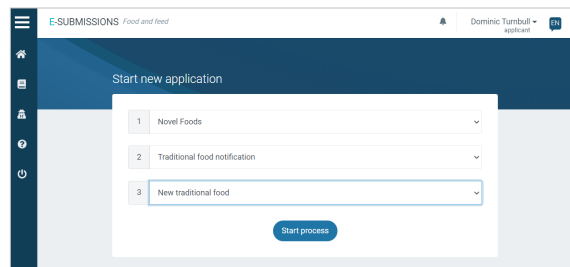 E-SUBMISSIONS Food and feed
Dominic Turnbull
applicant
EN
Start new application
1 Novel Foods
2 Traditional food notification
3 New traditional food
Start process